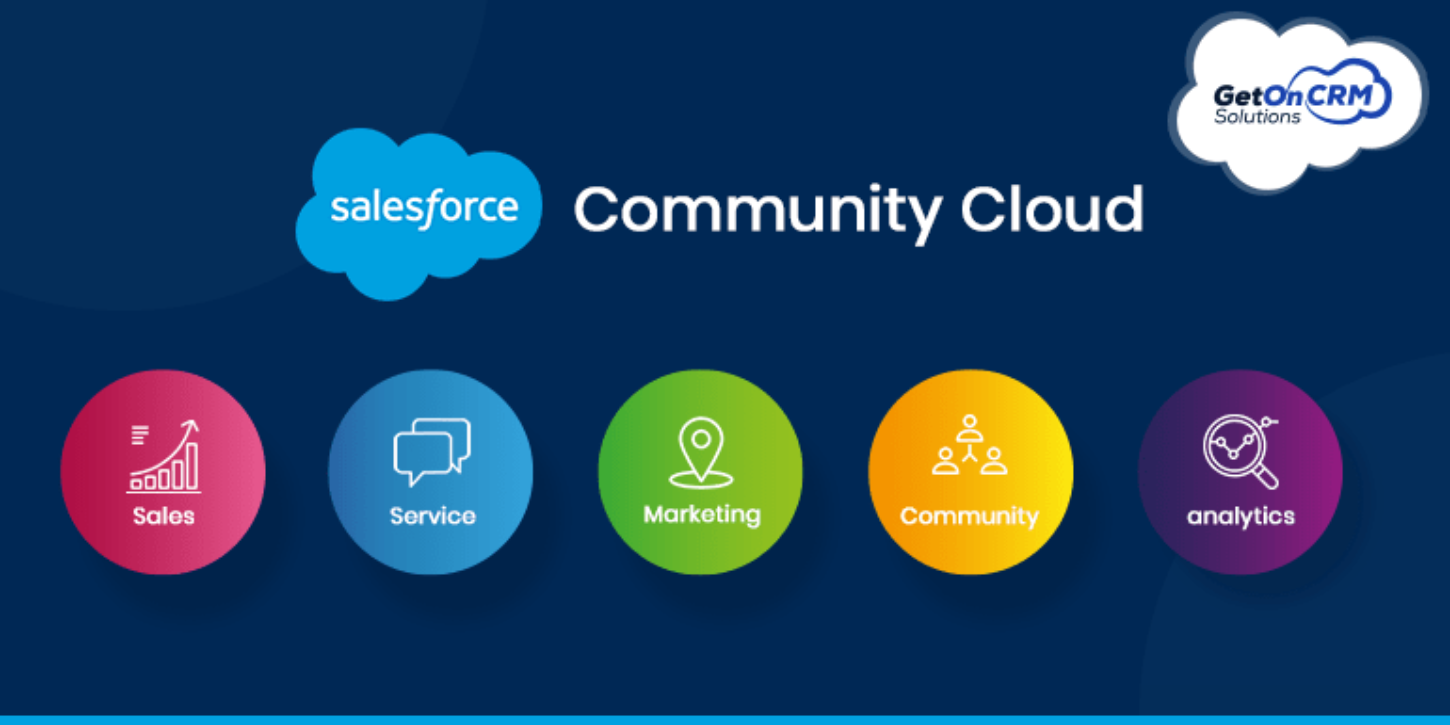 GetOnCRM
Solutions
salesforce Community Cloud
Sales
Service
Marketing
Community
analytics